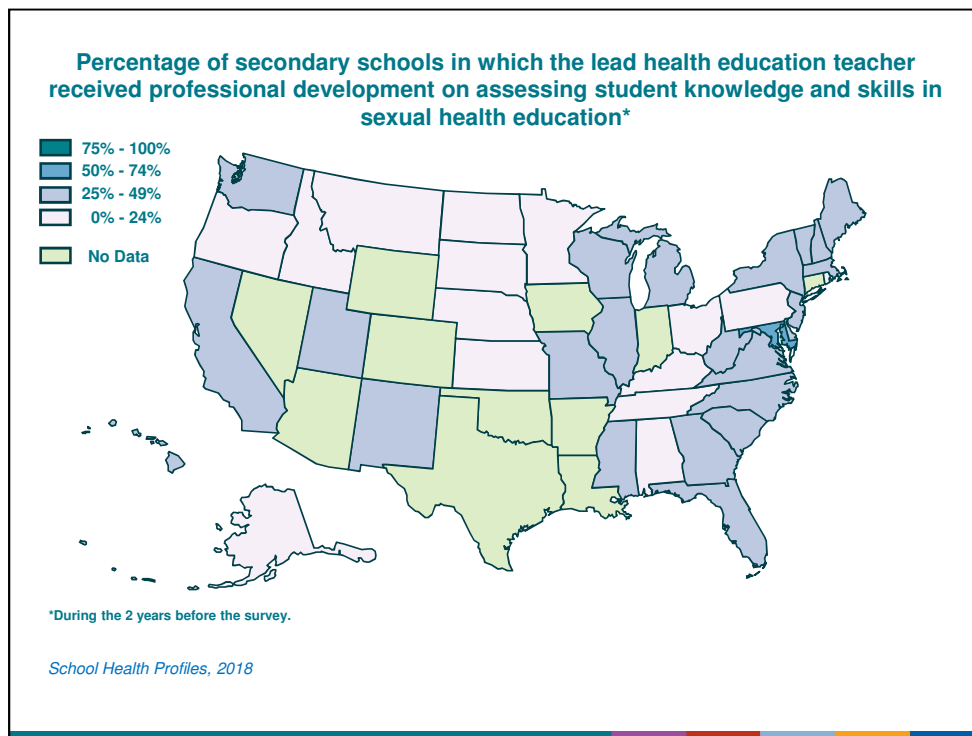 Percentage of secondary schools in which the lead health education teacher
received professional development on assessing student knowledge and skills in
sexual health education*
75% - 100%
50% - 74%
25% - 49%
0% - 24%
No Data
*During the 2 years before the survey.
School Health Profiles, 2018